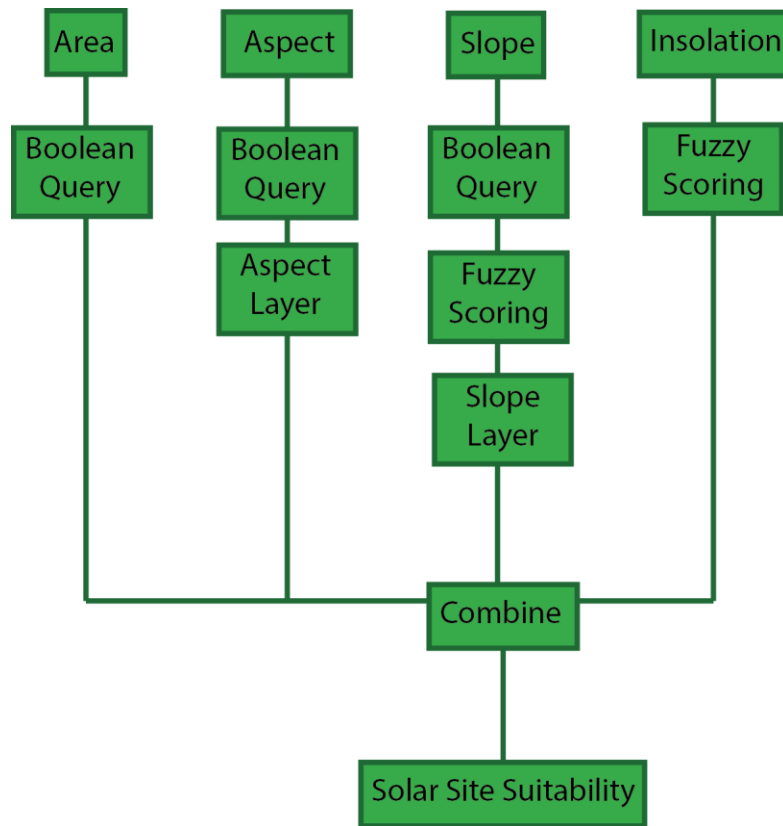 Area
Aspect
Slope
Insolation
Boolean
Query
Boolean
Query
Boolean
Query
Fuzzy
Scoring
Aspect
Layer
Fuzzy
Scoring
Slope
Layer
Combine
Solar Site Suitability